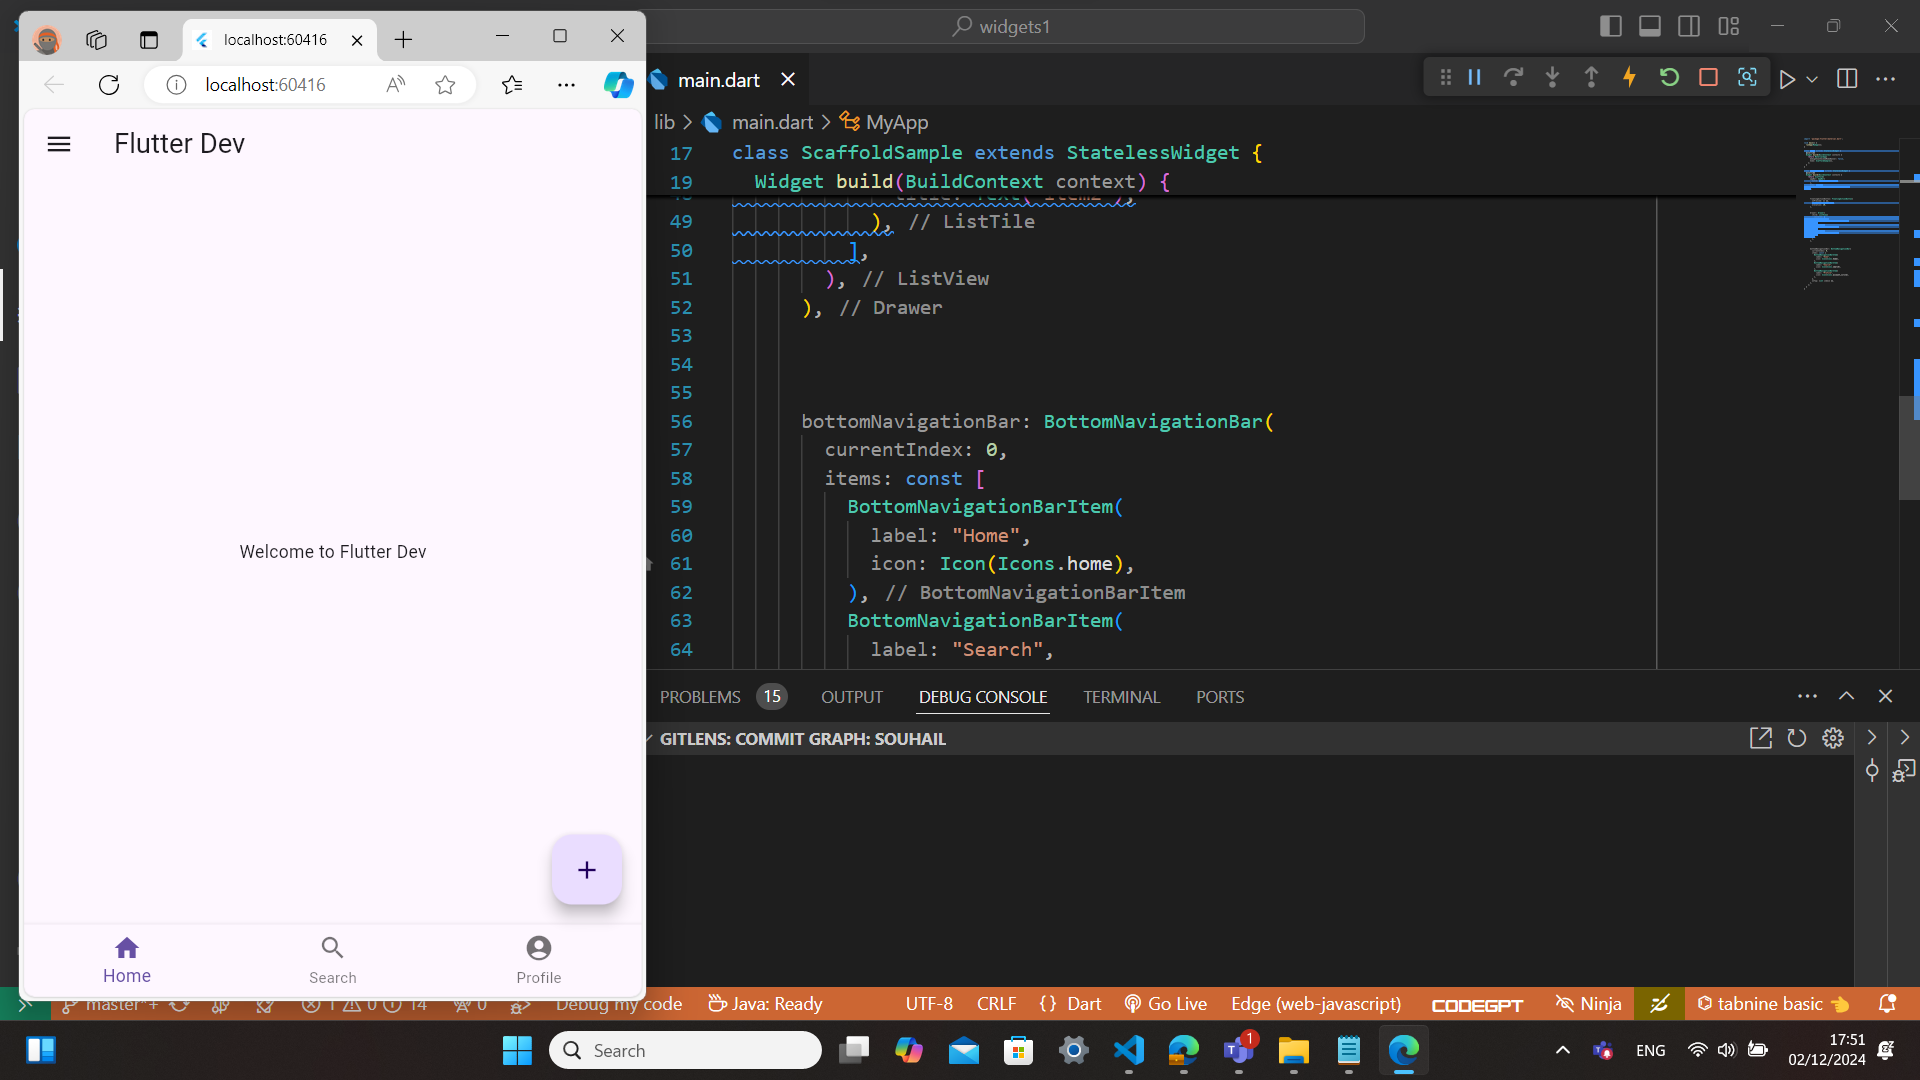 localhost:60416
localhost:60416
Flutter Dev
Welcome to Flutter Dev
Home
Search
Profile
widgets1
main.dart
lib > main.dart > MyApp
17 class ScaffoldSample extends StatelessWidget {
19 Widget build(BuildContext context) {
49 ), // ListTile
50 ],
51 ), // ListView
52 ), // Drawer
53
54
55
56 bottomNavigationBar: BottomNavigationBar(
57 currentIndex: 0,
58 items: const [
59 BottomNavigationBarItem(
60 label: "Home",
61 icon: Icon(Icons.home),
62 ), // BottomNavigationBarItem
63 BottomNavigationBarItem(
64 label: "Search",
PROBLEMS 15 OUTPUT DEBUG CONSOLE TERMINAL PORTS
GITLENS: COMMIT GRAPH: SOUHAIL
master*+ 1 0 14 0 Debug my code Java: Ready UTF-8 CRLF {} Dart Go Live Edge (web-javascript) CODEGPT Ninja tabnine basic
Search
1
ENG
17:51
02/12/2024